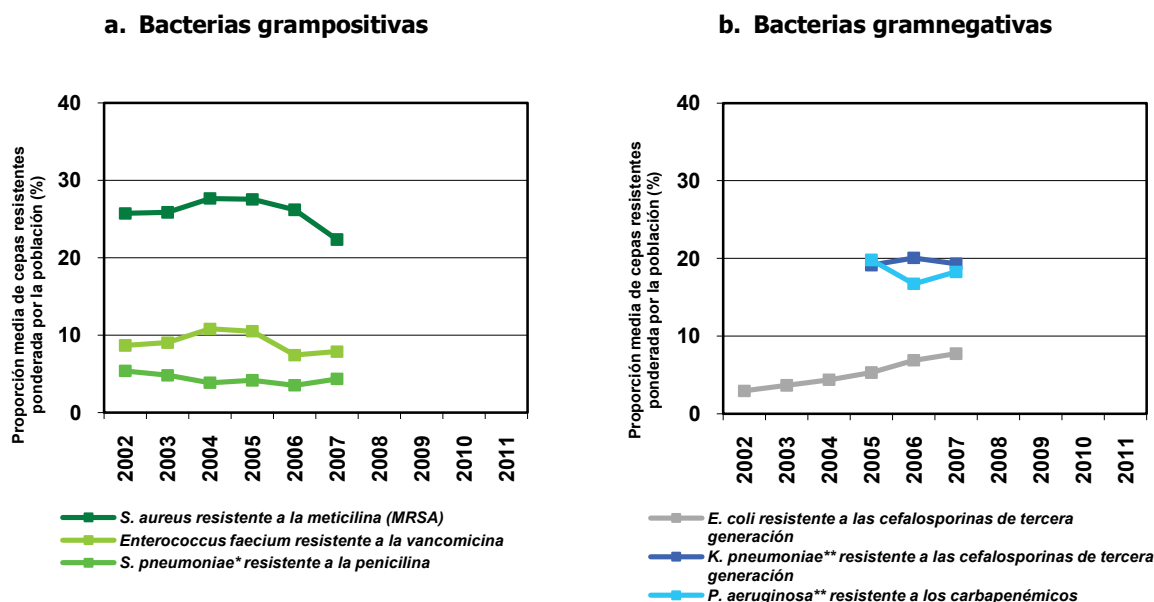 a. Bacterias grampositivas
Proporción media de cepas resistentes
ponderada por la población (%)
40
30
20
10
0
2002
2003
2004
2005
2006
2007
2008
2009
2010
2011
S. aureus resistente a la meticilina (MRSA)
Enterococcus faecium resistente a la vancomicina
S. pneumoniae* resistente a la penicilina
b. Bacterias gramnegativas
Proporción media de cepas resistentes
ponderada por la población (%)
40
30
20
10
0
2002
2003
2004
2005
2006
2007
2008
2009
2010
2011
E. coli resistente a las cefalosporinas de tercera
generación
K. pneumoniae** resistente a las cefalosporinas de tercera
generación
P. aeruginosa** resistente a los carbapenémicos